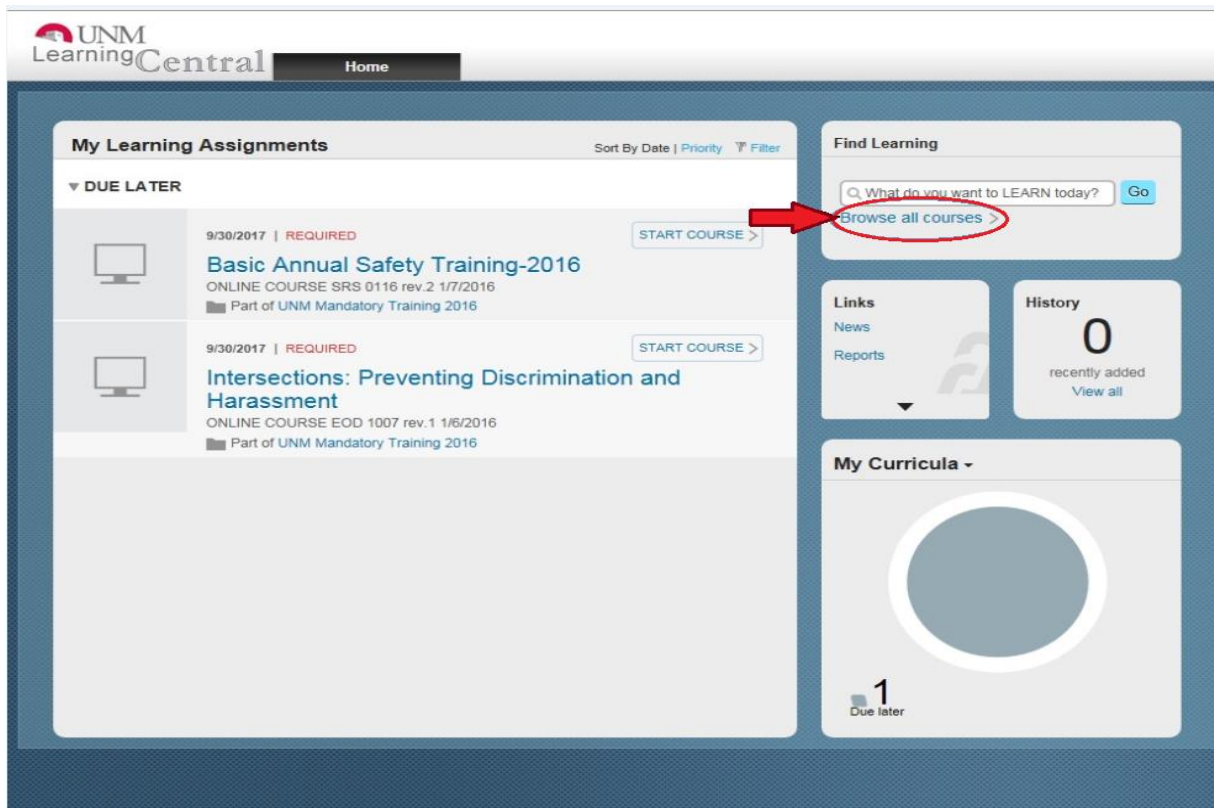 UNM
LearningCentral
Home
My Learning Assignments
Sort By Date | Priority Filter
DUE LATER
9/30/2017 | REQUIRED
START COURSE >
Basic Annual Safety Training-2016
ONLINE COURSE SRS 0116 rev.2 1/7/2016
Part of UNM Mandatory Training 2016
9/30/2017 | REQUIRED
START COURSE >
Intersections: Preventing Discrimination and
Harassment
ONLINE COURSE EOD 1007 rev.1 1/6/2016
Part of UNM Mandatory Training 2016
Find Learning
What do you want to LEARN today? Go
Browse all courses >
Links
News
Reports
History
0
recently added
View all
My Curricula
1
Due later